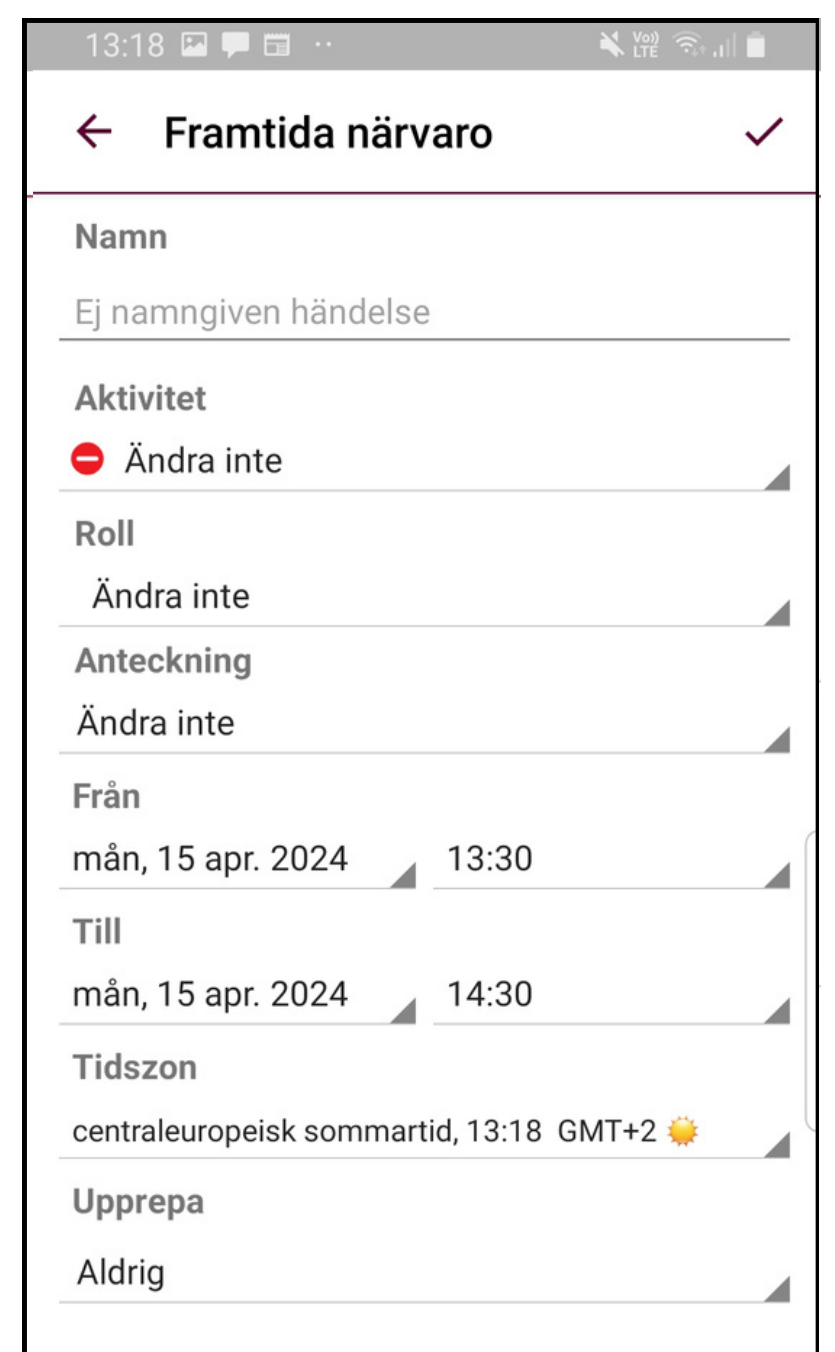 13:18
Vo)) LTE
Framtida närvaro
Namn
Ej namngiven händelse
Aktivitet
Ändra inte
Roll
Ändra inte
Anteckning
Ändra inte
Från
mån, 15 apr. 2024 13:30
Till
mån, 15 apr. 2024 14:30
Tidszon
centraleuropeisk sommartid, 13:18 GMT+2
Upprepa
Aldrig